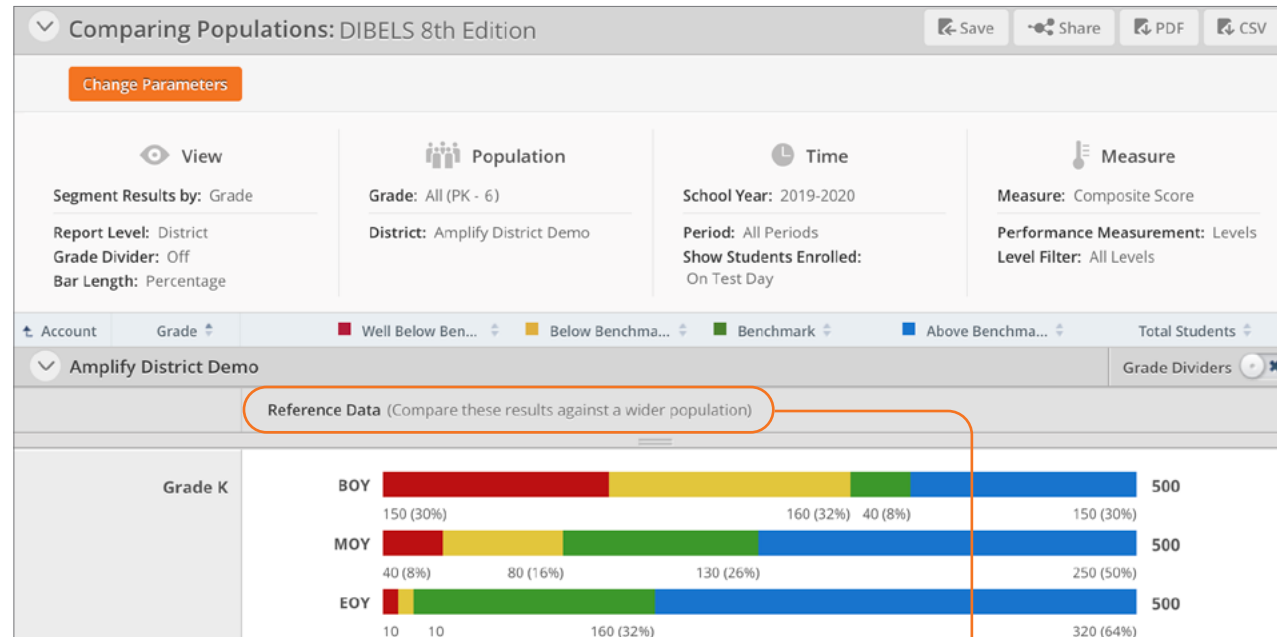 Comparing Populations: DIBELS 8th Edition
Save
Share
PDF
CSV
Change Parameters
View
Segment Results by: Grade
Report Level: District
Grade Divider: Off
Bar Length: Percentage
Population
Grade: All (PK - 6)
District: Amplify District Demo
Time
School Year: 2019-2020
Period: All Periods
Show Students Enrolled:
On Test Day
Measure
Measure: Composite Score
Performance Measurement: Levels
Level Filter: All Levels
Account Grade Well Below Ben... Below Benchma... Benchmark Above Benchma... Total Students
Amplify District Demo Grade Dividers
Reference Data (Compare these results against a wider population)
Grade K
BOY 500
150 (30%) 160 (32%) 40 (8%) 150 (30%)
MOY 500
40 (8%) 80 (16%) 130 (26%) 250 (50%)
EOY 500
10 10 160 (32%) 320 (64%)